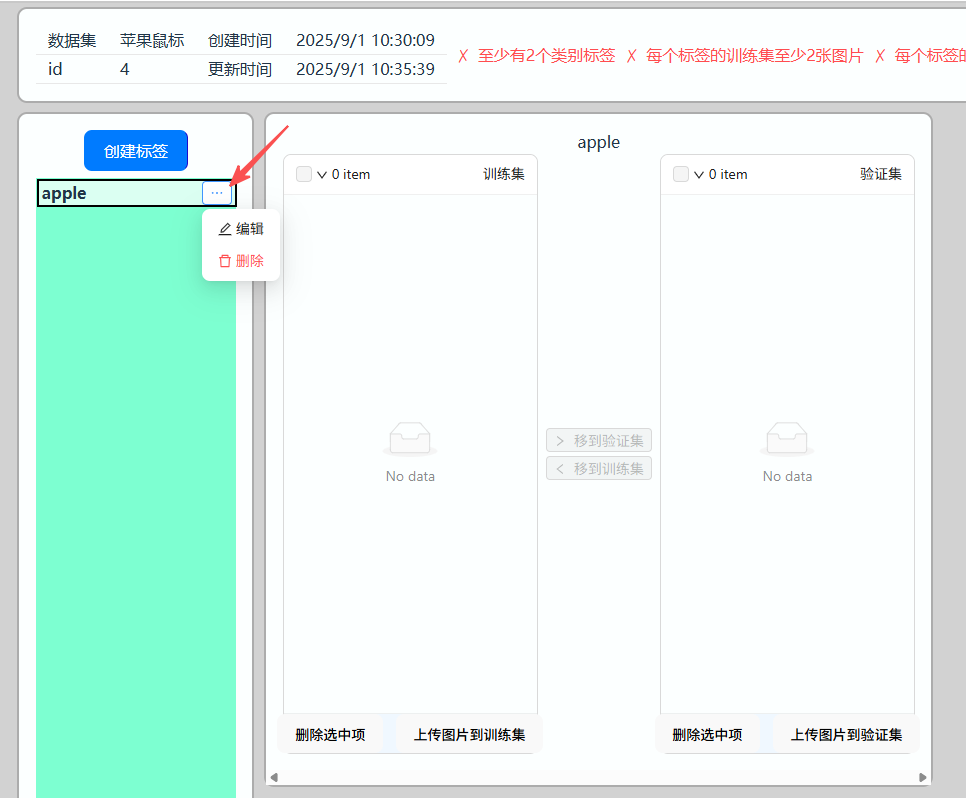 数据集 苹果鼠标 创建时间 2025/9/1 10:30:09
id 4 更新时间 2025/9/1 10:35:39
╳ 至少有2个类别标签 ╳ 每个标签的训练集至少2张图片 ╳ 每个标签的
创建标签
apple ···
编辑
删除
apple
0 item 训练集
No data
删除选中项 上传图片到训练集
> 移到验证集
< 移到训练集
0 item 验证集
No data
删除选中项 上传图片到验证集